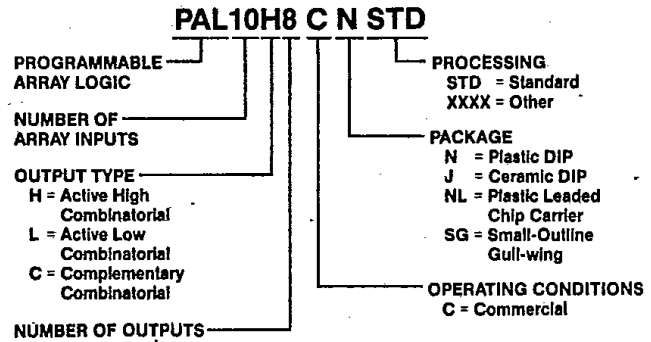 PAL10H8 C N STD
PROGRAMMABLE
ARRAY LOGIC
NUMBER OF
ARRAY INPUTS
OUTPUT TYPE
H = Active High
Combinatorial
L = Active Low
Combinatorial
C = Complementary
Combinatorial
NUMBER OF OUTPUTS
PROCESSING
STD = Standard
XXXX = Other
PACKAGE
N = Plastic DIP
J = Ceramic DIP
NL = Plastic Leaded
Chip Carrier
SG = Small-Outline
Gull-wing
OPERATING CONDITIONS
C = Commercial